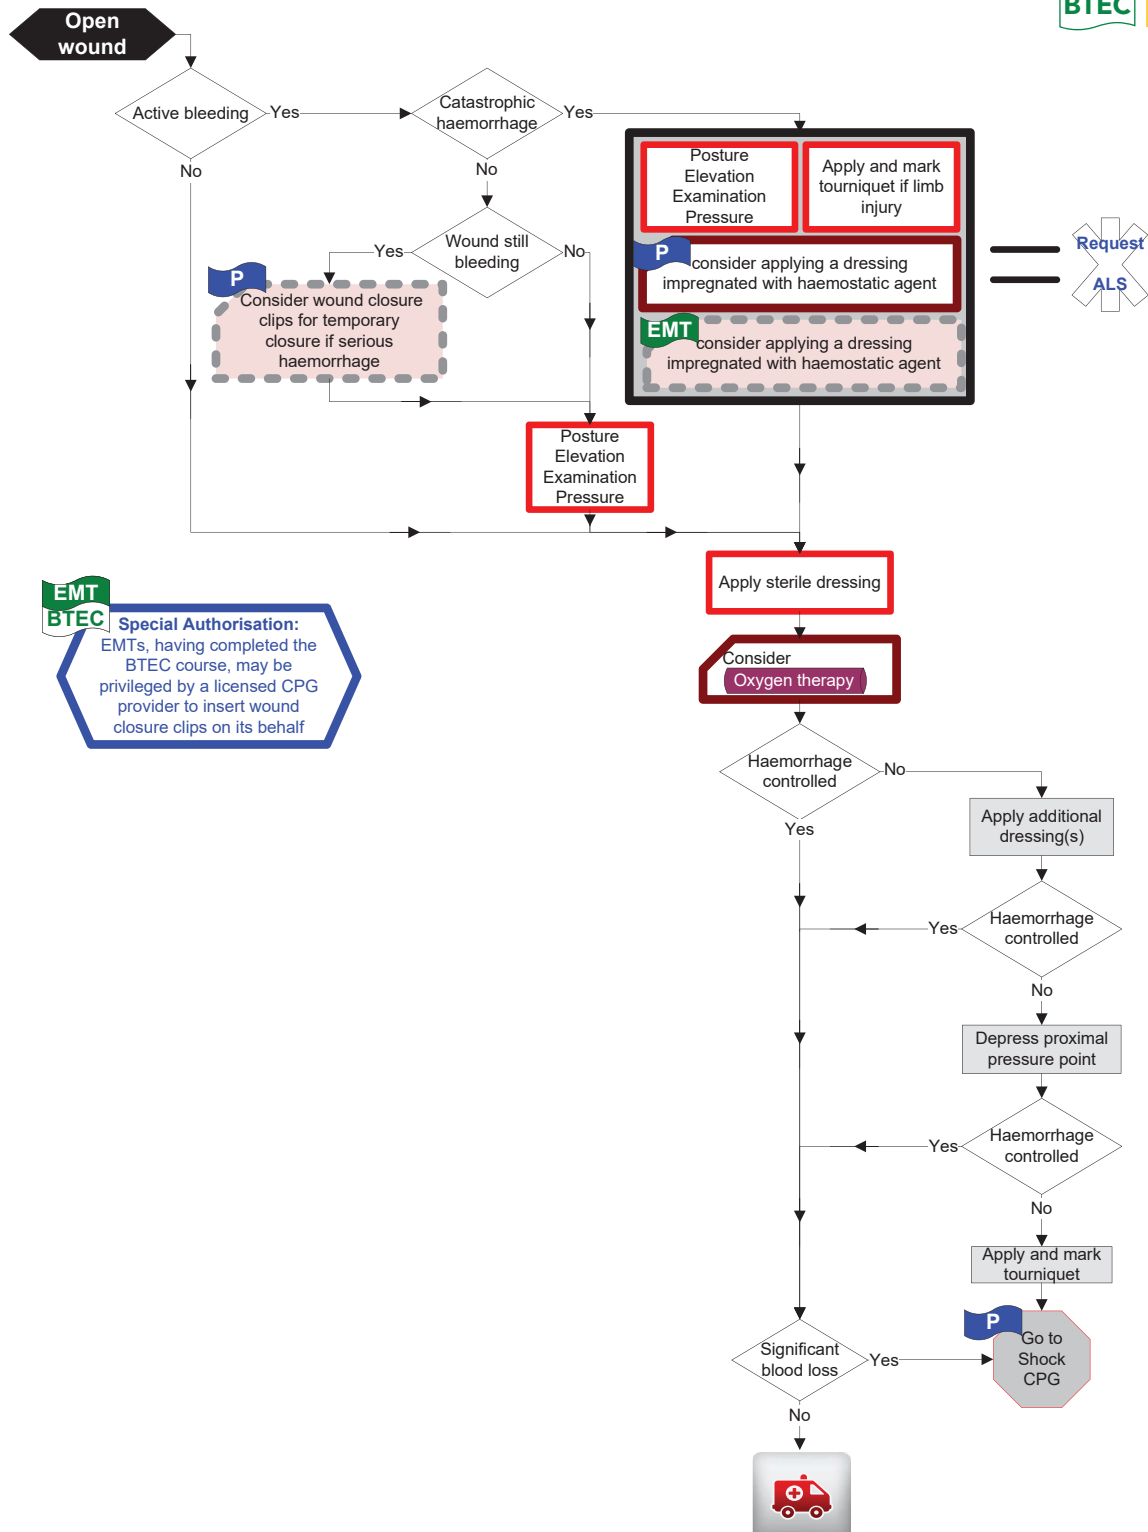 BTEC
Open
wound
Active bleeding
Yes
Catastrophic
haemorrhage
Yes
No
No
Posture
Elevation
Examination
Pressure
Apply and mark
tourniquet if limb
injury
Yes
Wound still
bleeding
No
P
consider applying a dressing
impregnated with haemostatic agent
Request
ALS
P
Consider wound closure
clips for temporary
closure if serious
haemorrhage
EMT
consider applying a dressing
impregnated with haemostatic agent
Posture
Elevation
Examination
Pressure
Apply sterile dressing
EMT
BTEC
Special Authorisation:
EMTs, having completed the
BTEC course, may be
privileged by a licensed CPG
provider to insert wound
closure clips on its behalf
Consider
Oxygen therapy
Haemorrhage
controlled
No
Yes
Apply additional
dressing(s)
Haemorrhage
controlled
Yes
No
Depress proximal
pressure point
Haemorrhage
controlled
Yes
No
Apply and mark
tourniquet
P
Go to
Shock
CPG
Significant
blood loss
Yes
No